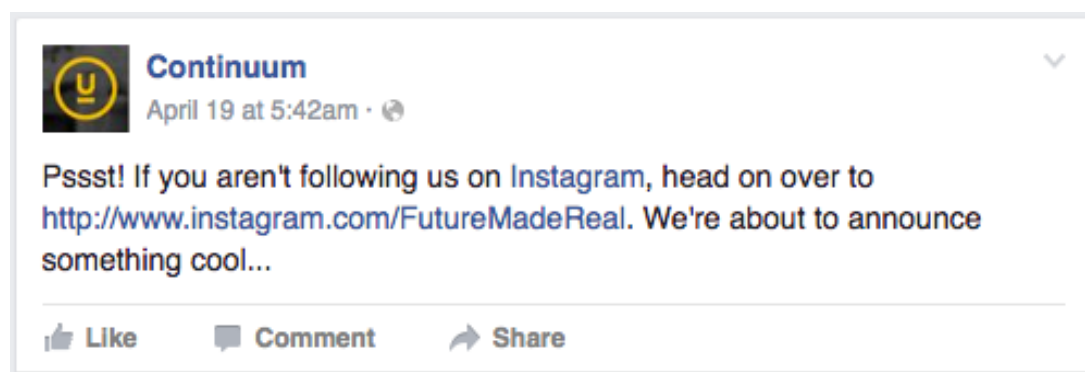 Continuum
April 19 at 5:42am ·
Pssst! If you aren't following us on Instagram, head on over to
http://www.instagram.com/FutureMadeReal. We're about to announce
something cool...
Like Comment Share